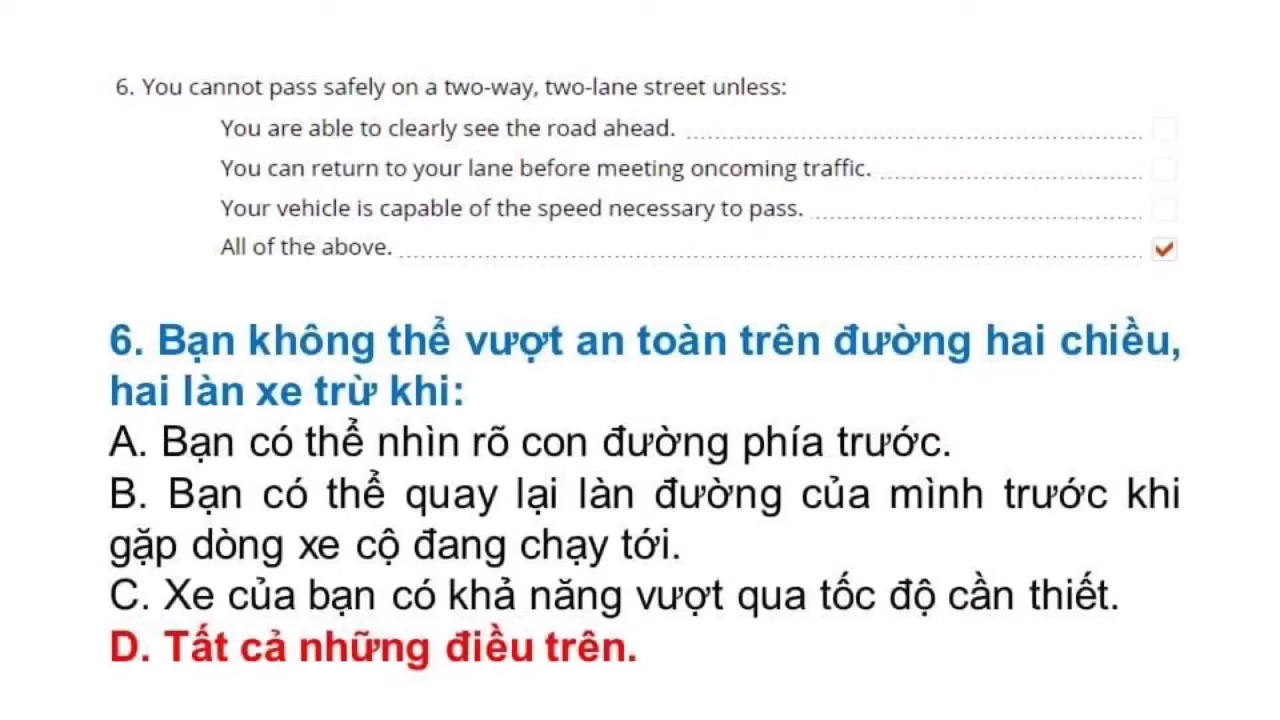 6. You cannot pass safely on a two-way, two-lane street unless:
You are able to clearly see the road ahead.
You can return to your lane before meeting oncoming traffic.
Your vehicle is capable of the speed necessary to pass.
All of the above.
6. Bạn không thể vượt an toàn trên đường hai chiều,
hai làn xe trừ khi:
A. Bạn có thể nhìn rõ con đường phía trước.
B. Bạn có thể quay lại làn đường của mình trước khi
gặp dòng xe cộ đang chạy tới.
C. Xe của bạn có khả năng vượt qua tốc độ cần thiết.
D. Tất cả những điều trên.